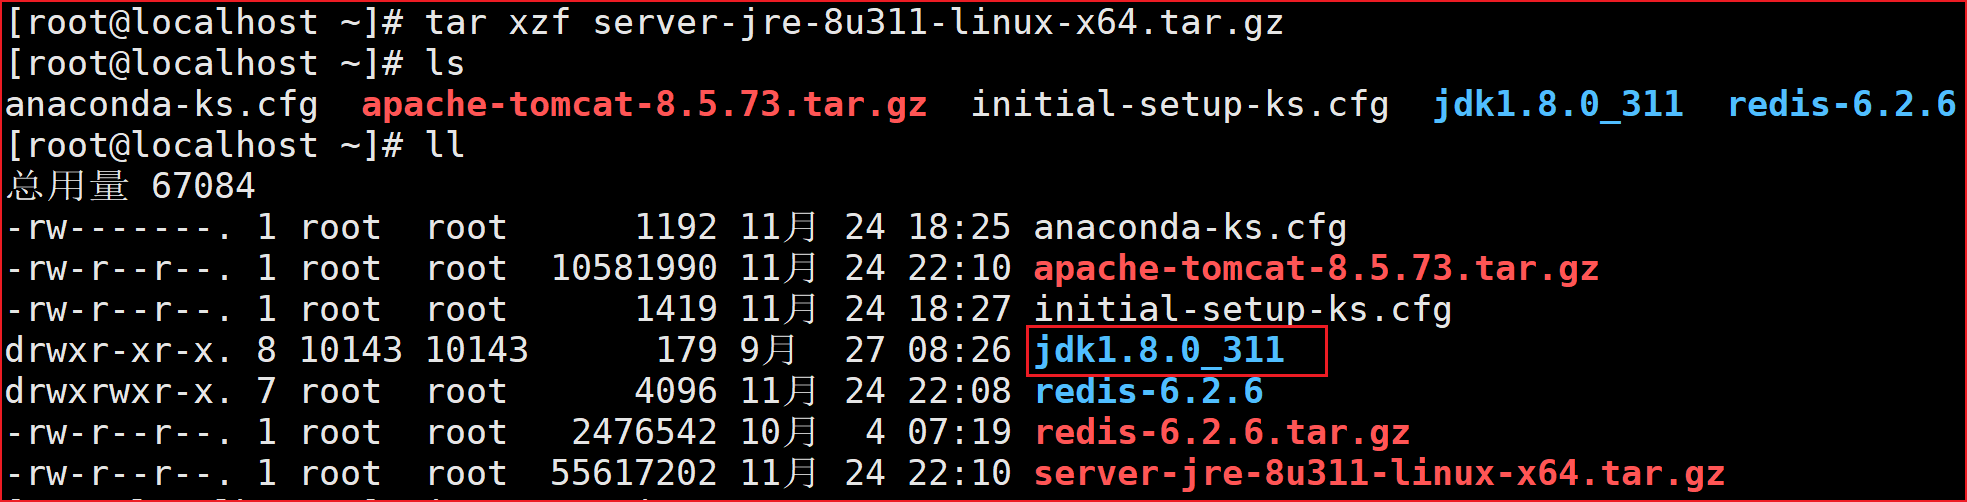 [root@localhost ~]# tar xzf server-jre-8u311-linux-x64.tar.gz
[root@localhost ~]# ls
anaconda-ks.cfg  apache-tomcat-8.5.73.tar.gz  initial-setup-ks.cfg  jdk1.8.0_311  redis-6.2.6
[root@localhost ~]# ll
总用量 67084
-rw-------. 1 root  root      1192 11月 24 18:25 anaconda-ks.cfg
-rw-r--r--. 1 root  root  10581990 11月 24 22:10 apache-tomcat-8.5.73.tar.gz
-rw-r--r--. 1 root  root      1419 11月 24 18:27 initial-setup-ks.cfg
drwxr-xr-x. 8 10143 10143      179 9月  27 08:26 jdk1.8.0_311
drwxrwxr-x. 7 root  root      4096 11月 24 22:08 redis-6.2.6
-rw-r--r--. 1 root  root   2476542 10月  4 07:19 redis-6.2.6.tar.gz
-rw-r--r--. 1 root  root  55617202 11月 24 22:10 server-jre-8u311-linux-x64.tar.gz